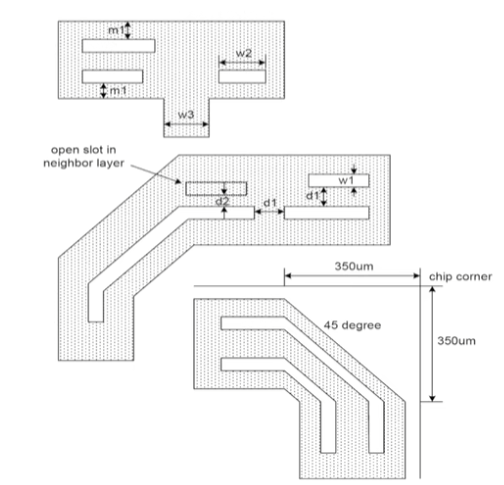 m1
w2
m1
w3
open slot in
neighbor layer
w1
d1
d2
d1
350um
chip corner
45 degree
350um